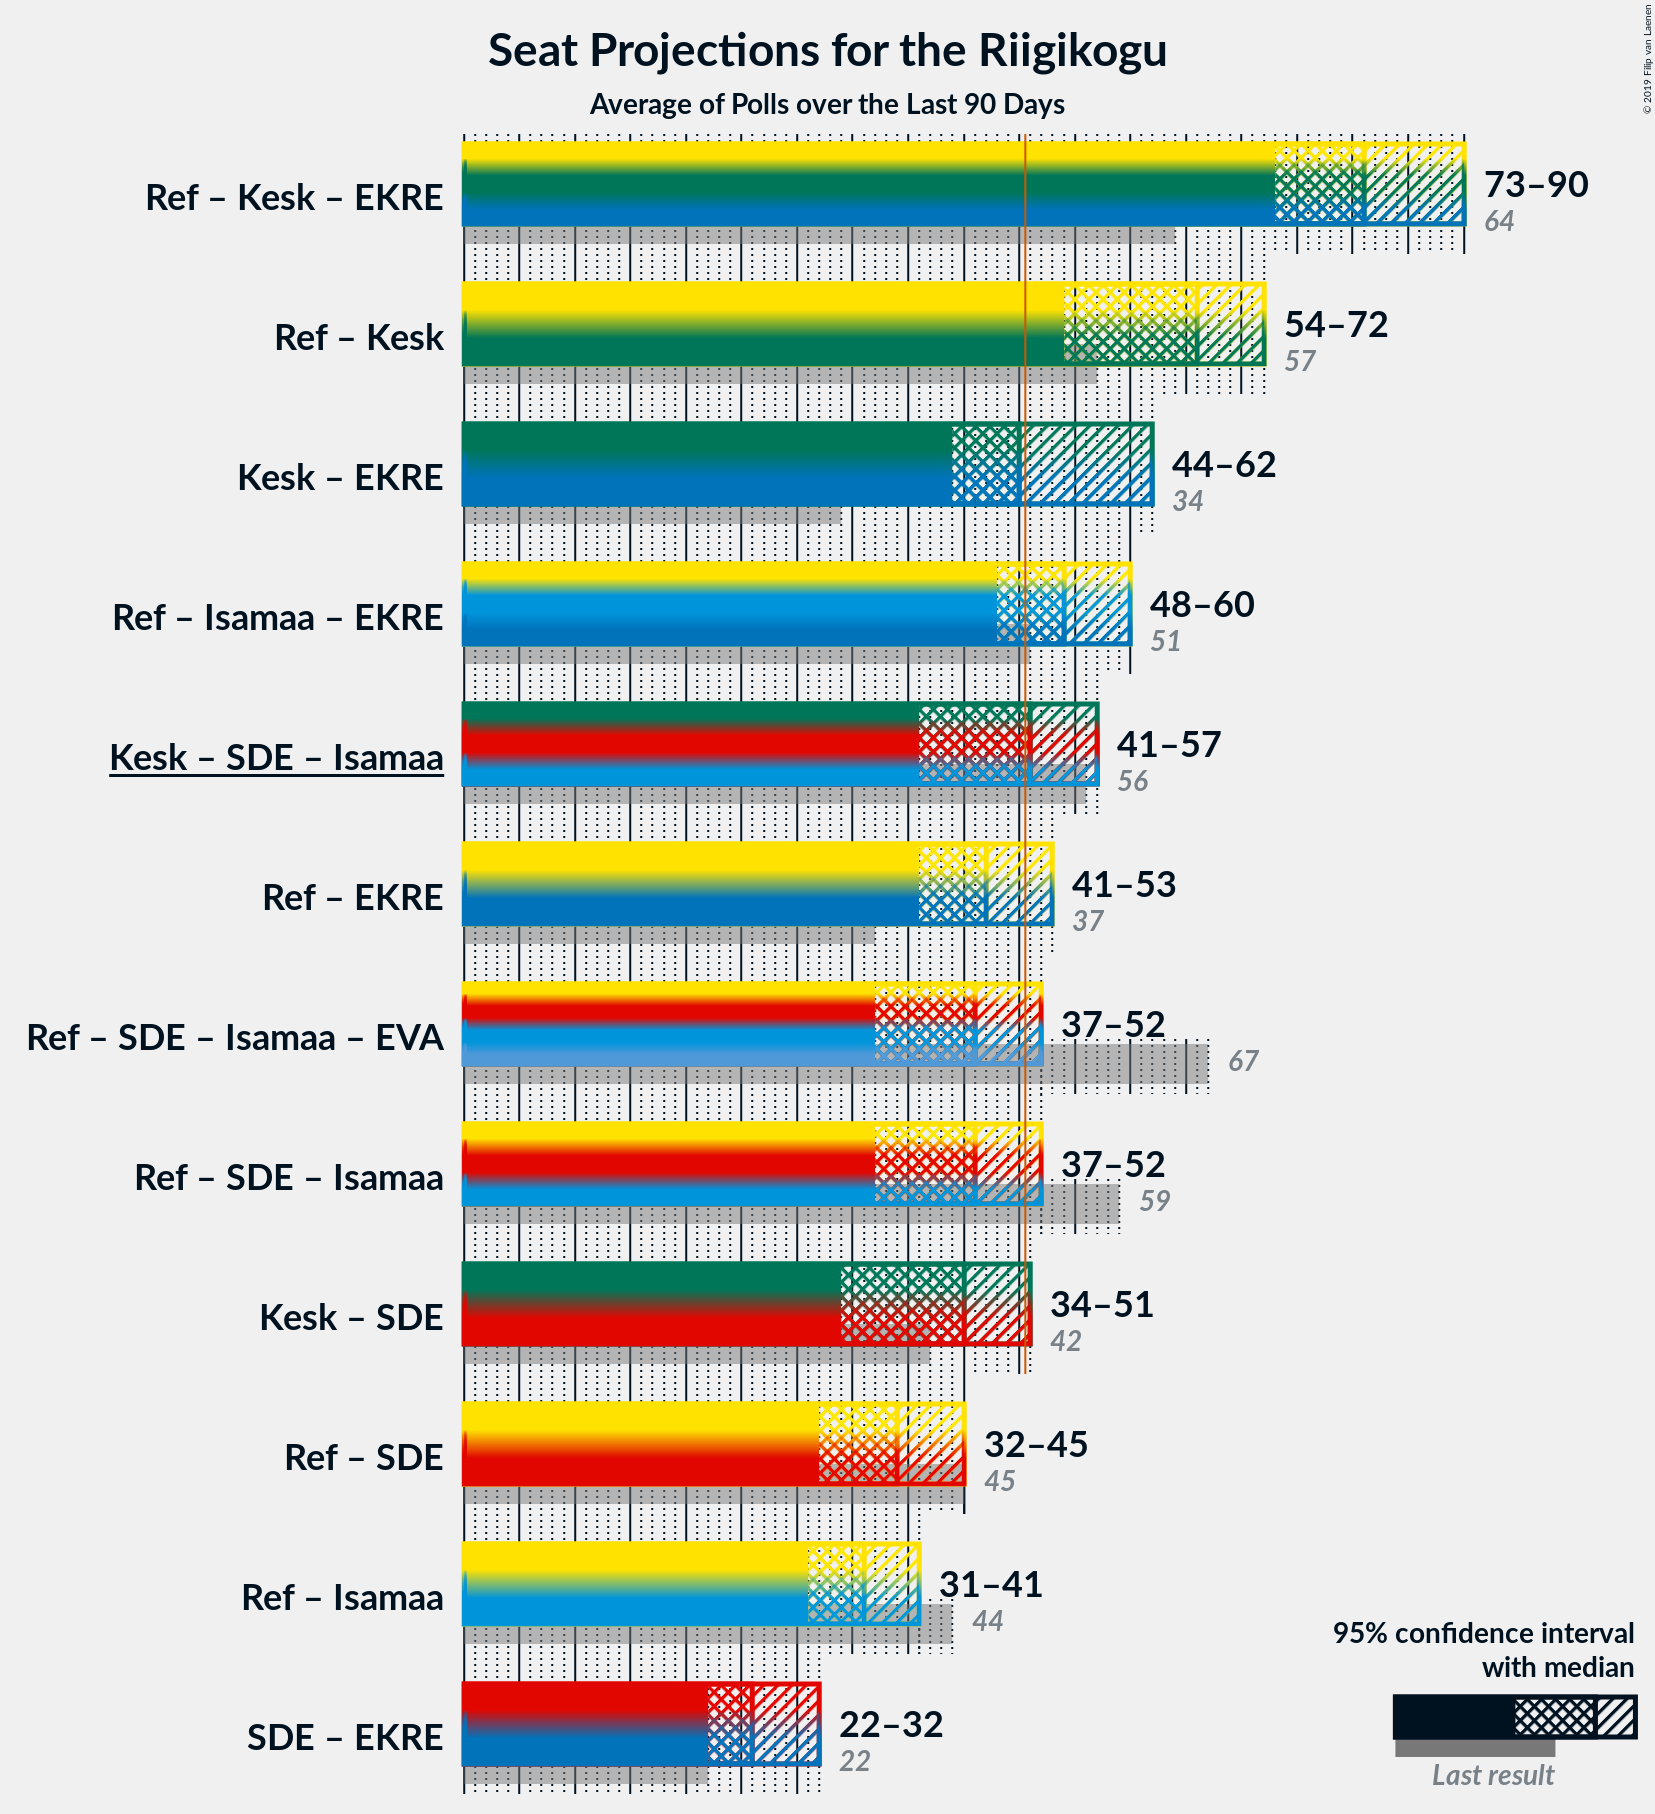 Seat Projections for the Riigikogu
Average of Polls over the Last 90 Days
© 2019 Filip van Laenen
Ref – Kesk – EKRE
73–90
64
Ref – Kesk
54–72
57
Kesk – EKRE
44–62
34
Ref – Isamaa – EKRE
48–60
51
Kesk – SDE – Isamaa
41–57
56
Ref – EKRE
41–53
37
Ref – SDE – Isamaa – EVA
37–52
67
Ref – SDE – Isamaa
37–52
59
Kesk – SDE
34–51
42
Ref – SDE
32–45
45
Ref – Isamaa
31–41
44
SDE – EKRE
22–32
22
95% confidence interval
with median
Last result